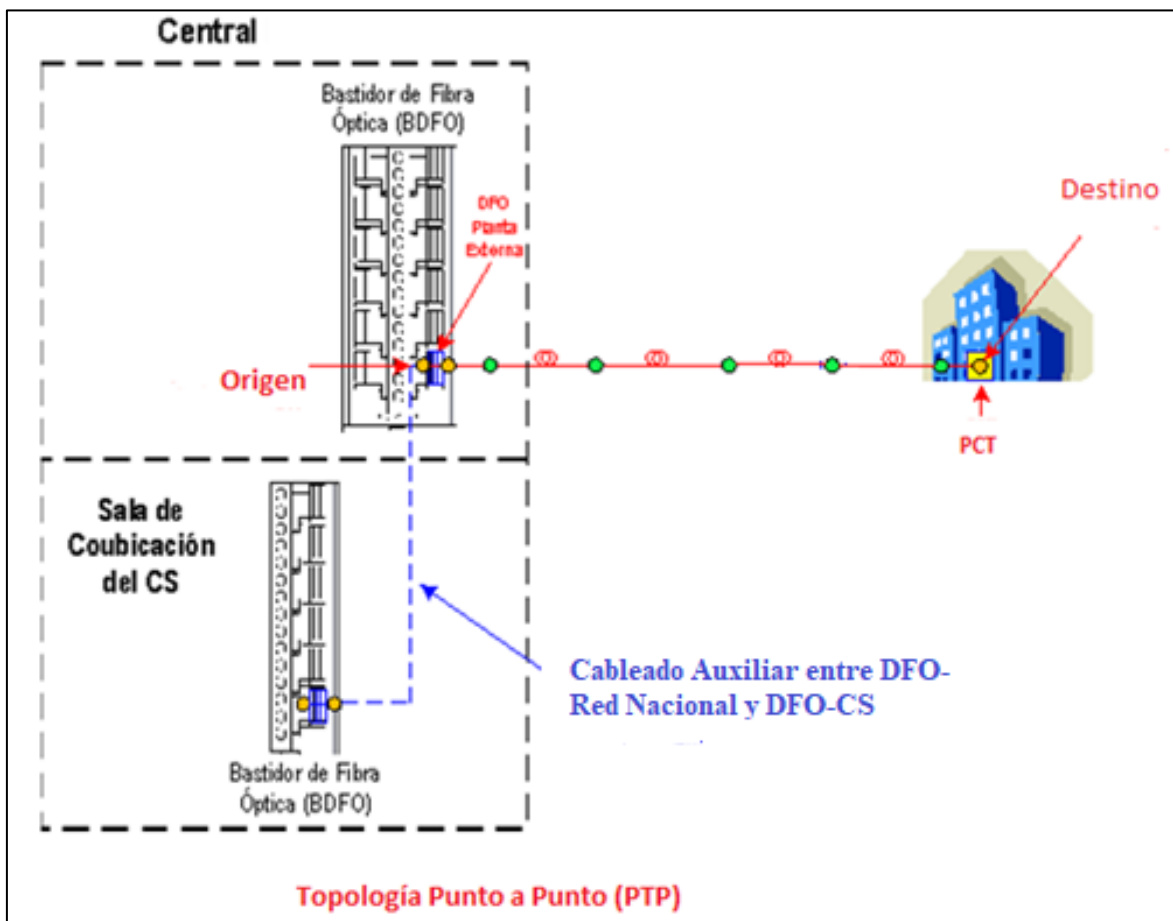 Central
Bastidor de Fibra
Óptica (BDFO)
DFO
Planta
Externa
Destino
Origen
PCT
Sala de
Coubicación
del CS
Cableado Auxiliar entre DFO-
Red Nacional y DFO-CS
Bastidor de Fibra
Óptica (BDFO)
Topología Punto a Punto (PTP)